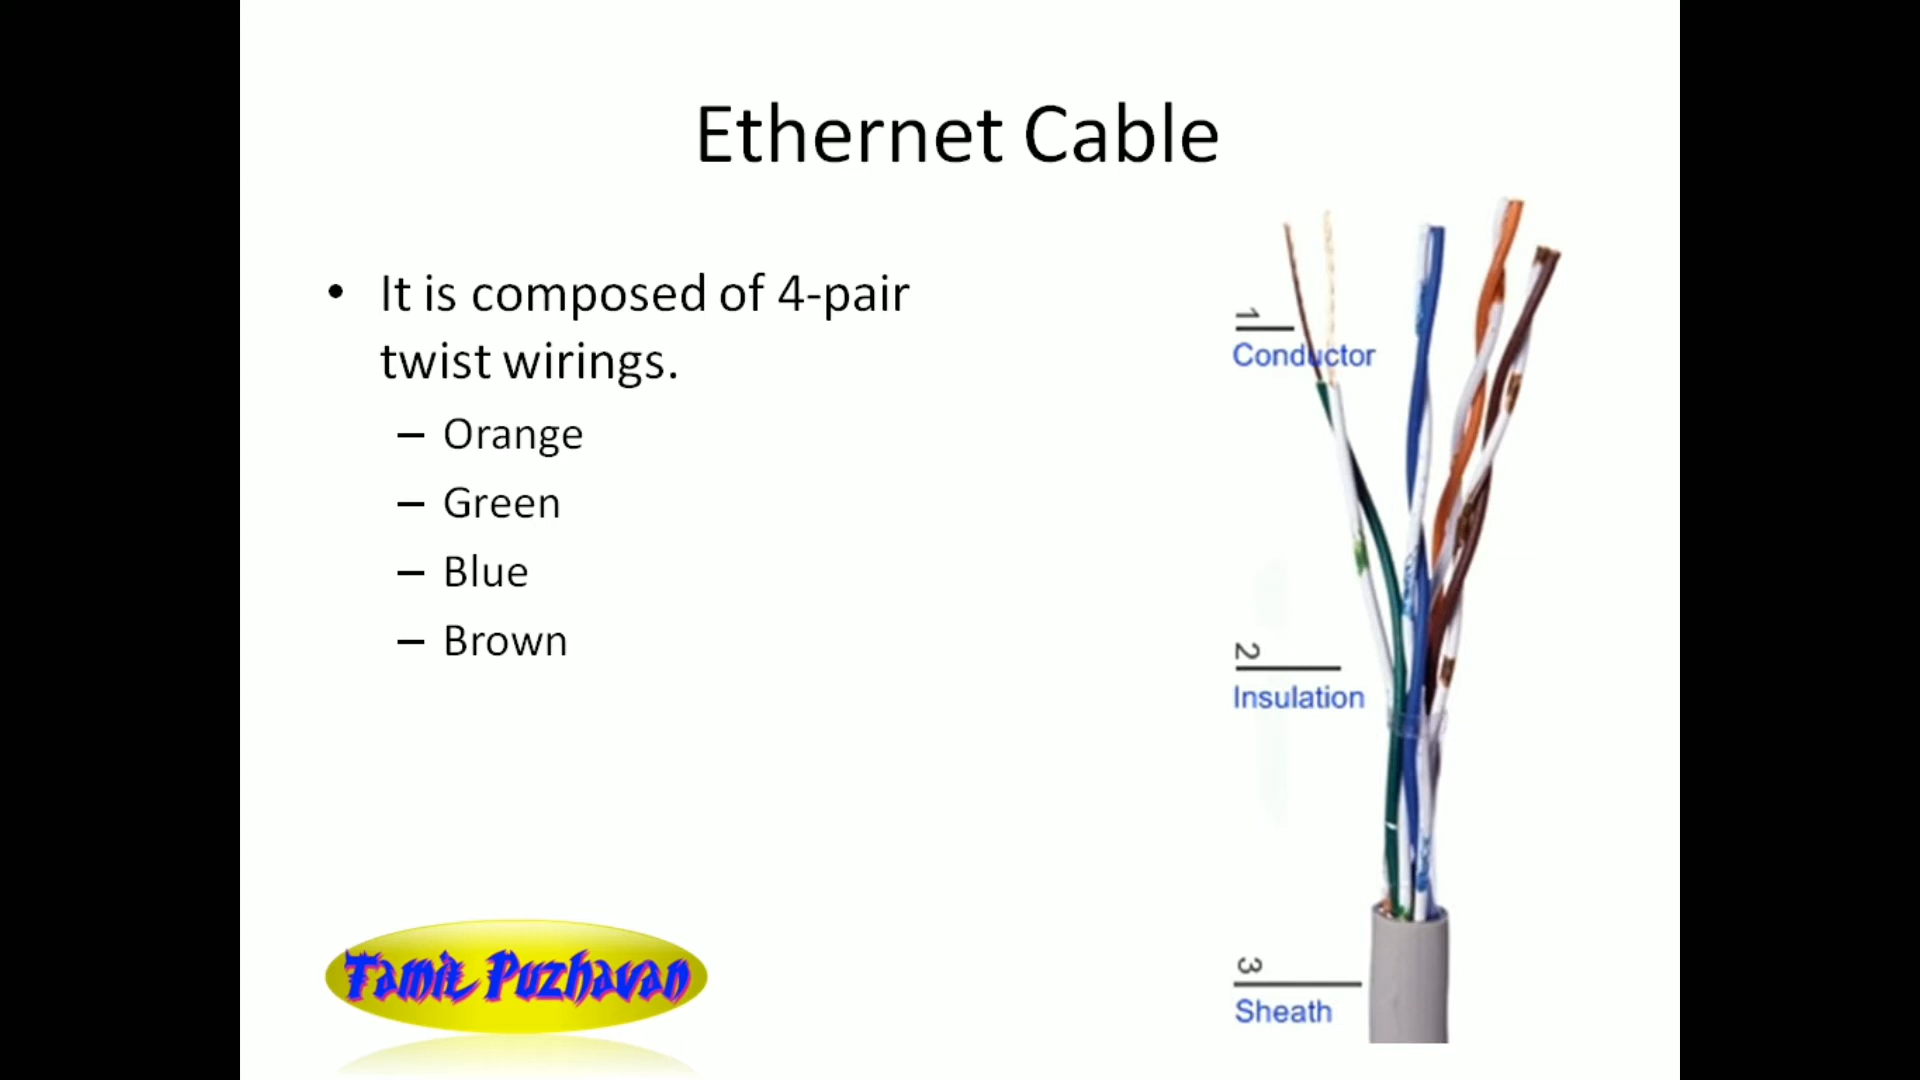 Ethernet Cable
• It is composed of 4-pair
twist wirings.
– Orange
– Green
– Blue
– Brown
1
Conductor
2
Insulation
3
Sheath
Tamil Puzhavan